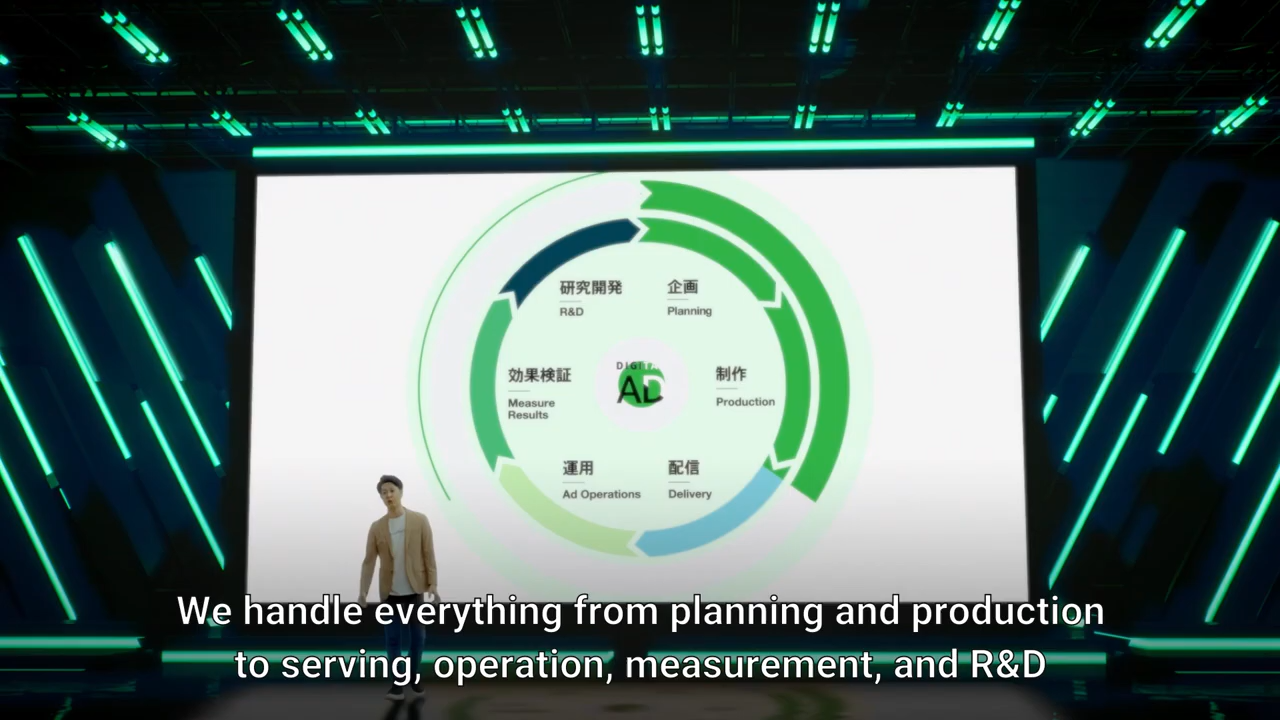 研究開発
R&D
企画
Planning
効果検証
Measure
Results
DIGITAL
AD
制作
Production
運用
Ad Operations
配信
Delivery
We handle everything from planning and production
to serving, operation, measurement, and R&D